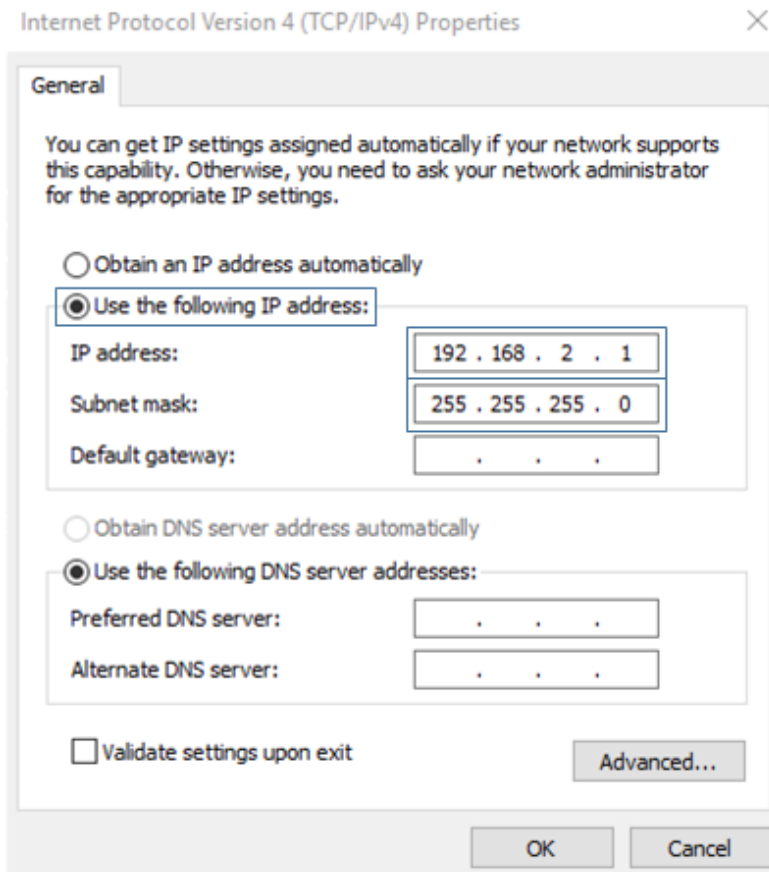 Internet Protocol Version 4 (TCP/IPv4) Properties
General
You can get IP settings assigned automatically if your network supports
this capability. Otherwise, you need to ask your network administrator
for the appropriate IP settings.
Obtain an IP address automatically
Use the following IP address:
IP address: 192 . 168 . 2 . 1
Subnet mask: 255 . 255 . 255 . 0
Default gateway: . . .
Obtain DNS server address automatically
Use the following DNS server addresses:
Preferred DNS server: . . .
Alternate DNS server: . . .
Validate settings upon exit
Advanced...
OK Cancel